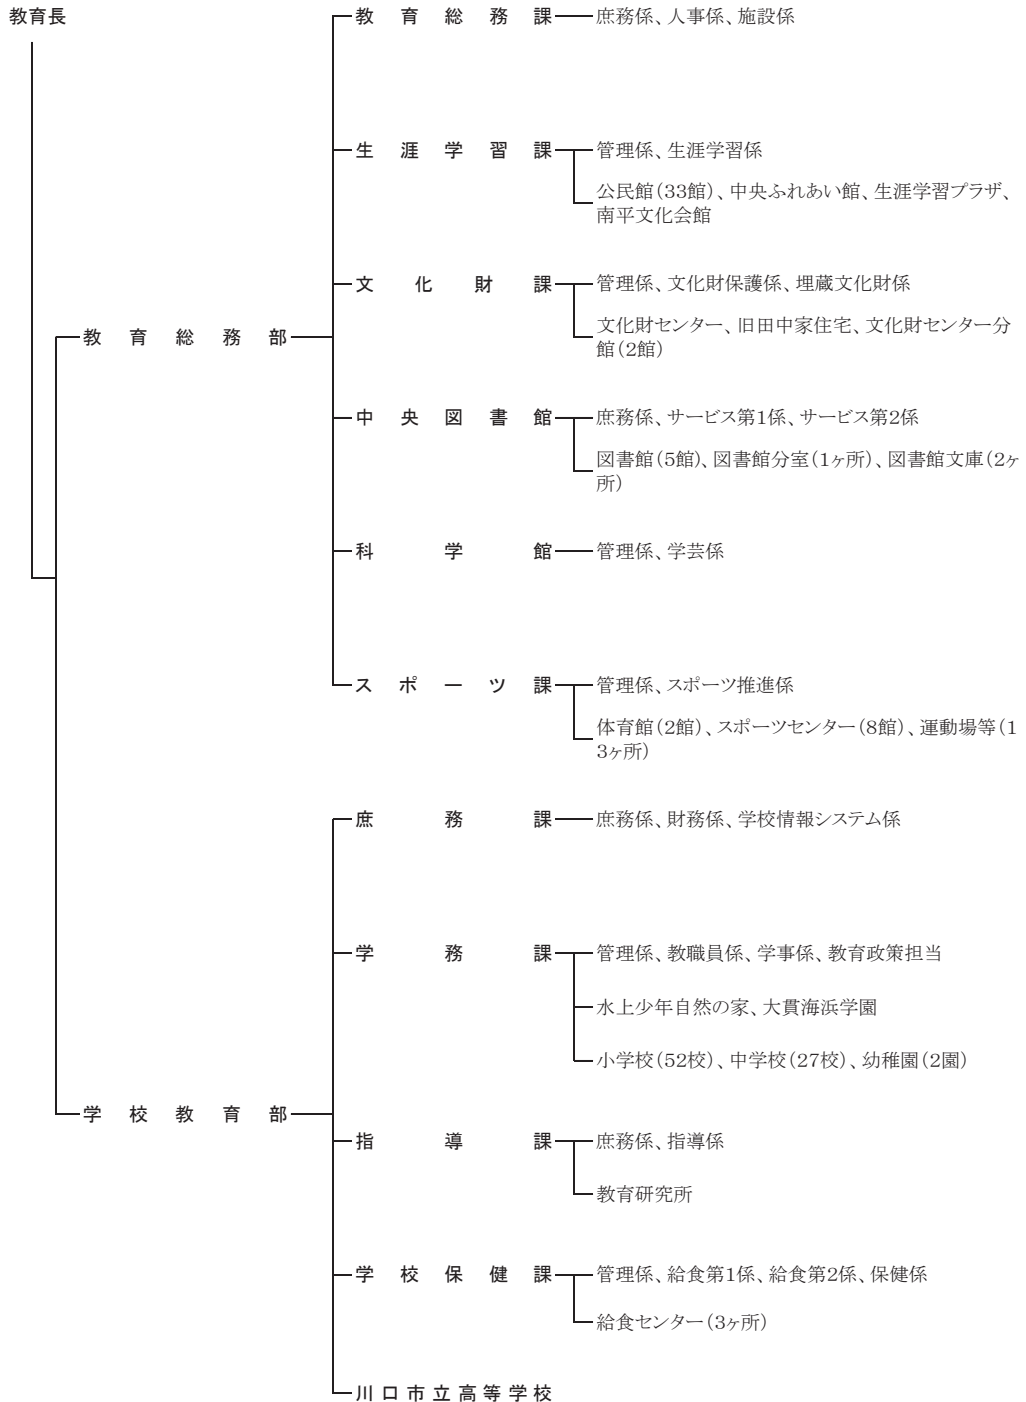 教育長
教育総務部
教育総務課
庶務係、人事係、施設係
生涯学習課
管理係、生涯学習係
公民館(33館)、中央ふれあい館、生涯学習プラザ、
南平文化会館
文化財課
管理係、文化財保護係、埋蔵文化財係
文化財センター、旧田中家住宅、文化財センター分
館(2館)
中央図書館
庶務係、サービス第1係、サービス第2係
図書館(5館)、図書館分室(1ヶ所)、図書館文庫(2ヶ
所)
科学館
管理係、学芸係
スポーツ課
管理係、スポーツ推進係
体育館(2館)、スポーツセンター(8館)、運動場等(1
3ヶ所)
学校教育部
庶務課
庶務係、財務係、学校情報システム係
学務課
管理係、教職員係、学事係、教育政策担当
水上少年自然の家、大貫海浜学園
小学校(52校)、中学校(27校)、幼稚園(2園)
指導課
庶務係、指導係
教育研究所
学校保健課
管理係、給食第1係、給食第2係、保健係
給食センター(3ヶ所)
川口市立高等学校